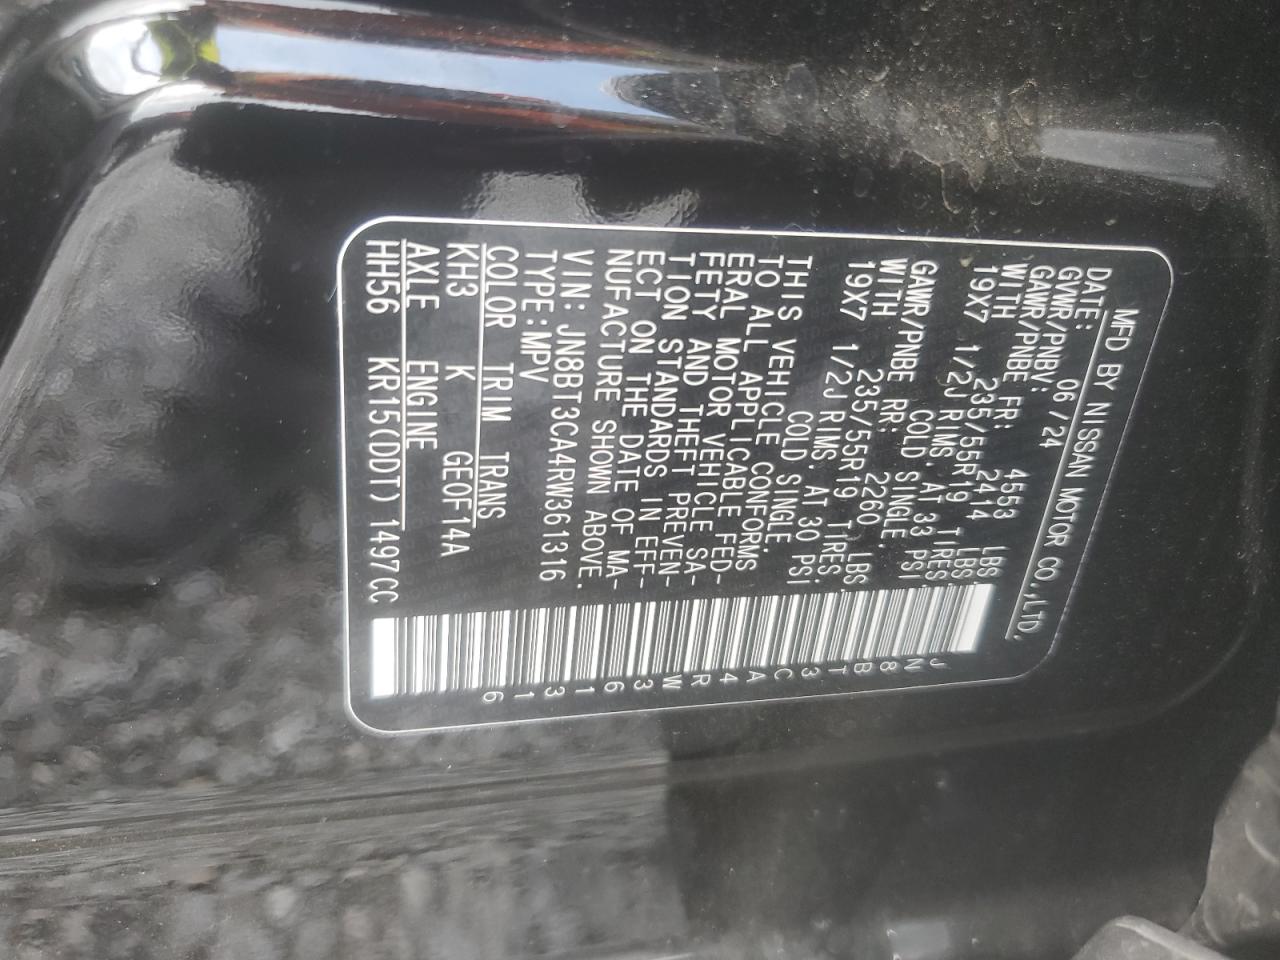 MFD BY NISSAN MOTOR CO.,LTD.
DATE: 06/24
GVWR/PNBV: 4553 LBS.
GAWR/PNBE FR: 2414 LBS.
WITH 235/55R19 TIRES.
19X7 1/2J RIMS. AT 33 PSI
COLD SINGLE.
GAWR/PNBE RR: 2260 LBS.
WITH 235/55R19 TIRES.
19X7 1/2J RIMS. AT 30 PSI
COLD SINGLE.
THIS VEHICLE CONFORMS
TO ALL APPLICABLE FED-
ERAL MOTOR VEHICLE SA-
FETY AND THEFT PREVEN-
TION STANDARDS IN EFF-
ECT ON THE DATE OF MA-
NUFACTURE SHOWN ABOVE.
VIN: JN8BT3CA4RW361316
TYPE:MPV
COLOR TRIM TRANS
KH3 K GE0F14A
AXLE ENGINE
HH56 KR15(DDT) 1497CC
JN8BT3CA4RW361316